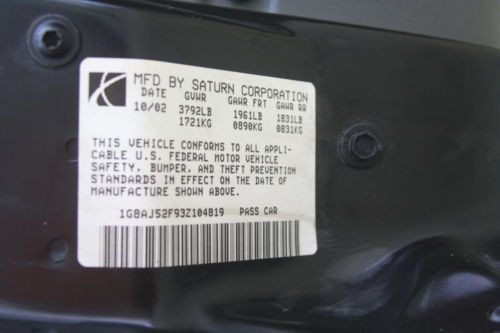 MFD BY SATURN CORPORATION
DATE GVWR GAWR FRT GAWR RR
10/02 3792LB 1961LB 1831LB
1721KG 0890KG 0831KG
THIS VEHICLE CONFORMS TO ALL APPLI-
CABLE U.S. FEDERAL MOTOR VEHICLE
SAFETY, BUMPER, AND THEFT PREVENTION
STANDARDS IN EFFECT ON THE DATE OF
MANUFACTURE SHOWN ABOVE.
1G8AJ52F93Z104819 PASS CAR